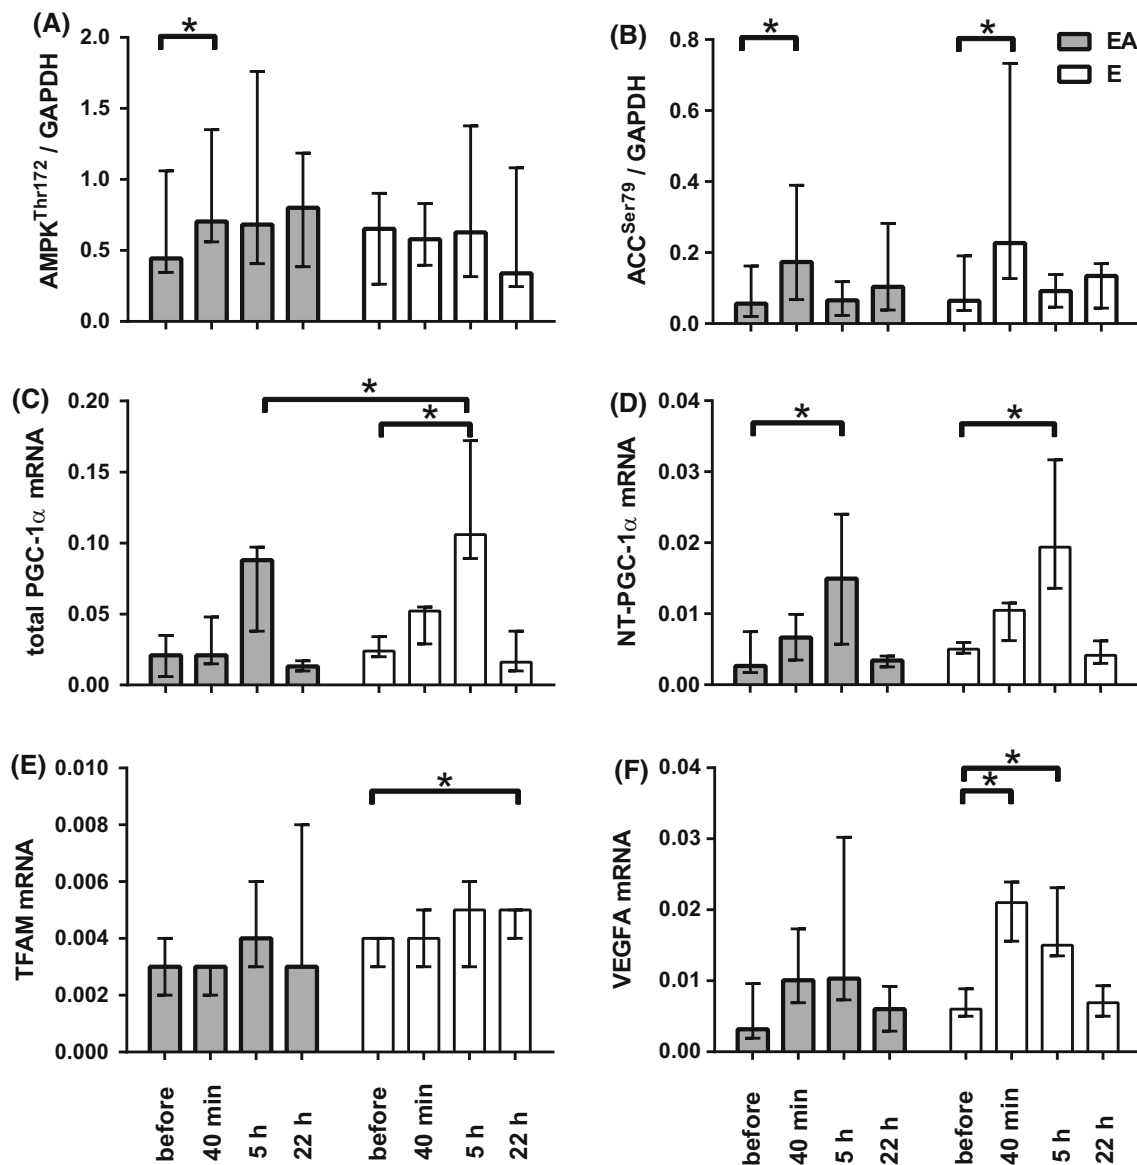 (A)
AMPK^Thr172 / GAPDH
2.0
1.5
1.0
0.5
0.0
*
(B)
ACC^Ser79 / GAPDH
0.8
0.6
0.4
0.2
0.0
*
*
EA
E
(C)
total PGC-1α mRNA
0.20
0.15
0.10
0.05
0.00
*
*
(D)
NT-PGC-1α mRNA
0.04
0.03
0.02
0.01
0.00
*
*
(E)
TFAM mRNA
0.010
0.008
0.006
0.004
0.002
0.000
*
before
40 min
5 h
22 h
before
40 min
5 h
22 h
(F)
VEGFA mRNA
0.04
0.03
0.02
0.01
0.00
*
*
before
40 min
5 h
22 h
before
40 min
5 h
22 h